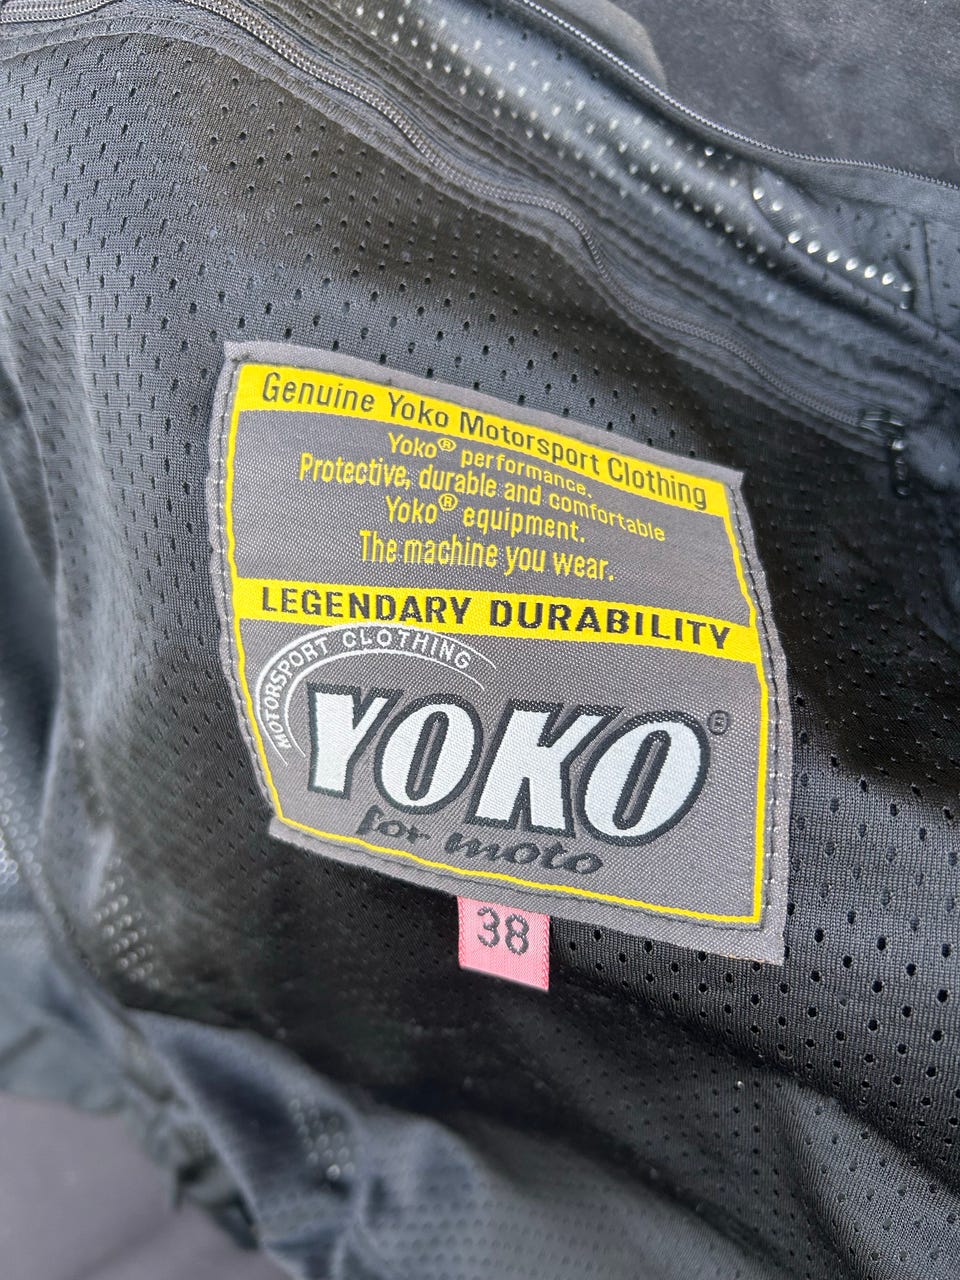 Genuine Yoko Motorsport Clothing
Yoko® performance.
Protective, durable and comfortable
Yoko® equipment.
The machine you wear.
LEGENDARY DURABILITY
MOTORSPORT CLOTHING
YOKO®
for moto
38